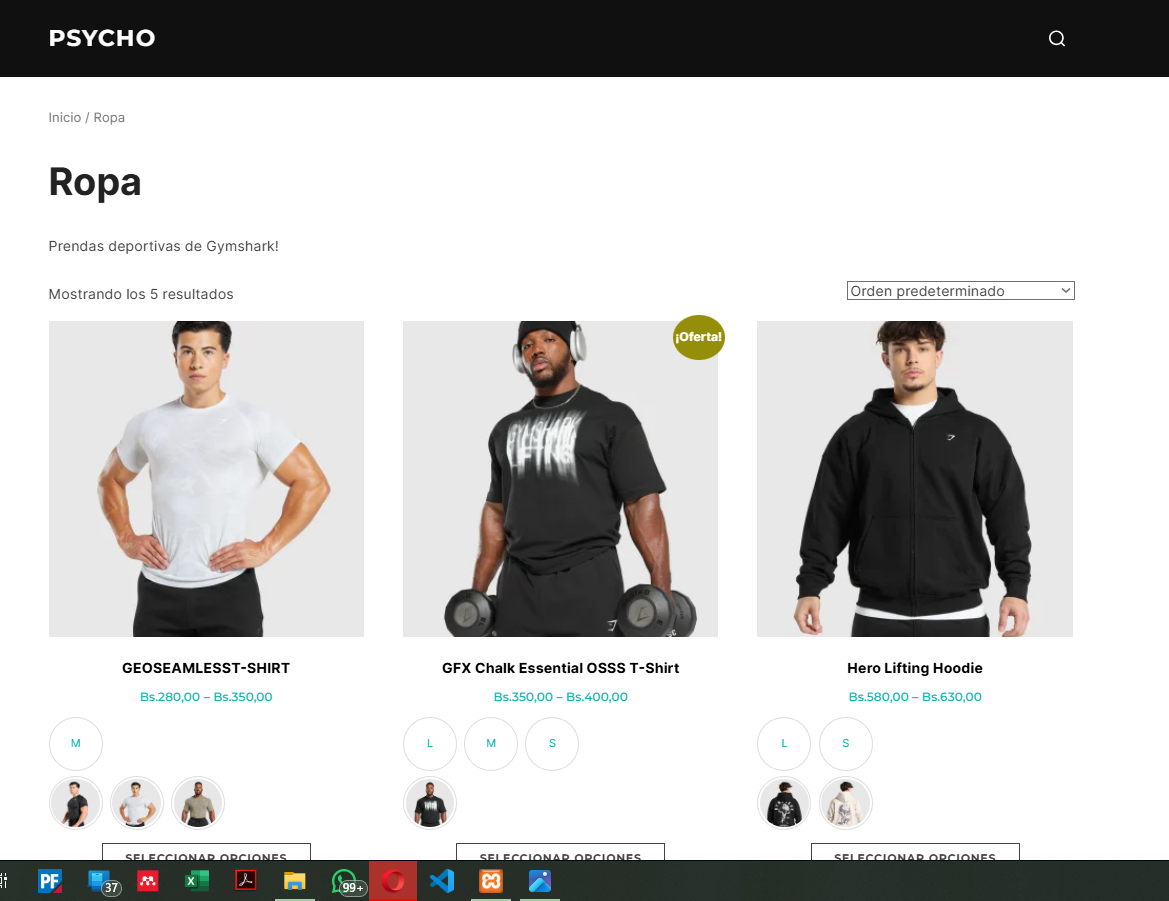 PSYCHO
Inicio / Ropa
Ropa
Prendas deportivas de Gymshark!
Mostrando los 5 resultados
Orden predeterminado
¡Oferta!
GYMSHARK
LIFTING
GEOSEAMLESST-SHIRT
Bs.280,00 – Bs.350,00
M
GFX Chalk Essential OSSS T-Shirt
Bs.350,00 – Bs.400,00
L
M
S
Hero Lifting Hoodie
Bs.580,00 – Bs.630,00
L
S
SELECCIONAR OPCIONES
SELECCIONAR OPCIONES
SELECCIONAR OPCIONES
PF
37
99+